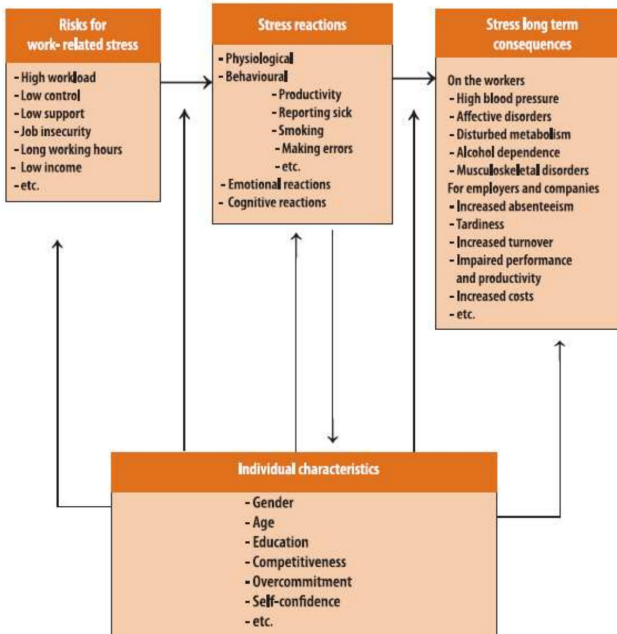 Risks for
work- related stress
- High workload
- Low control
- Low support
- Job insecurity
- Long working hours
- Low income
- etc.
Stress reactions
- Physiological
- Behavioural
- Productivity
- Reporting sick
- Smoking
- Making errors
- etc.
- Emotional reactions
- Cognitive reactions
Stress long term
consequences
On the workers
- High blood pressure
- Affective disorders
- Disturbed metabolism
- Alcohol dependence
- Musculoskeletal disorders
For employers and companies
- Increased absenteeism
- Tardiness
- Increased turnover
- Impaired performance
and productivity
- Increased costs
- etc.
Individual characteristics
- Gender
- Age
- Education
- Competitiveness
- Overcommitment
- Self-confidence
- etc.